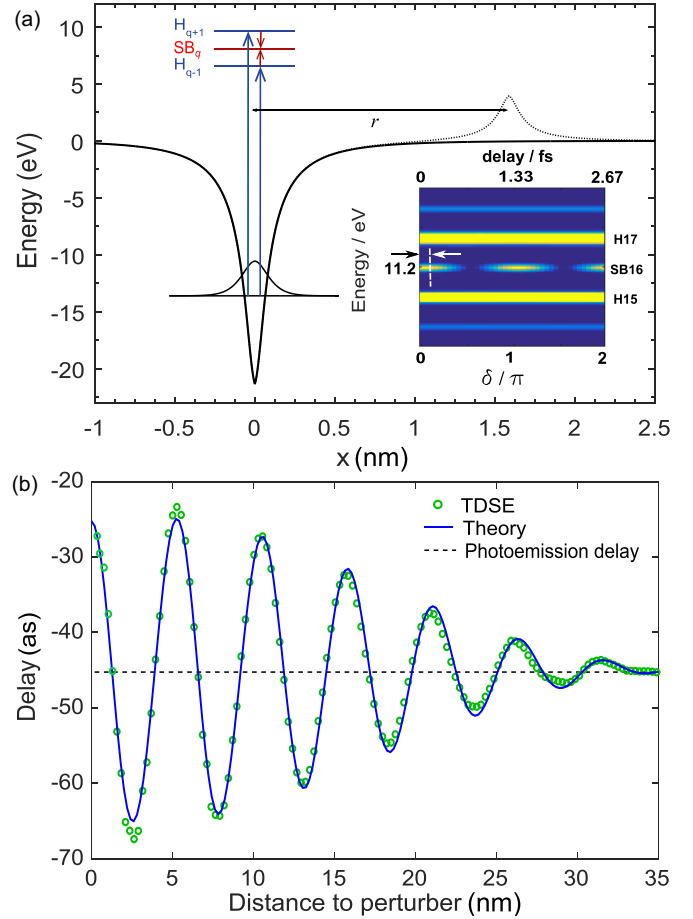 (a)
Energy (eV)
10
5
0
-5
-10
-15
-20
H_{q+1}
SB_q
H_{q-1}
r
delay / fs
0 1.33 2.67
Energy / eV
11.2
H17
SB16
H15
0 1 2
δ / π
-1 -0.5 0 0.5 1 1.5 2 2.5
x (nm)
(b)
Delay (as)
-20
-30
-40
-50
-60
-70
TDSE
Theory
Photoemission delay
0 5 10 15 20 25 30 35
Distance to perturber (nm)